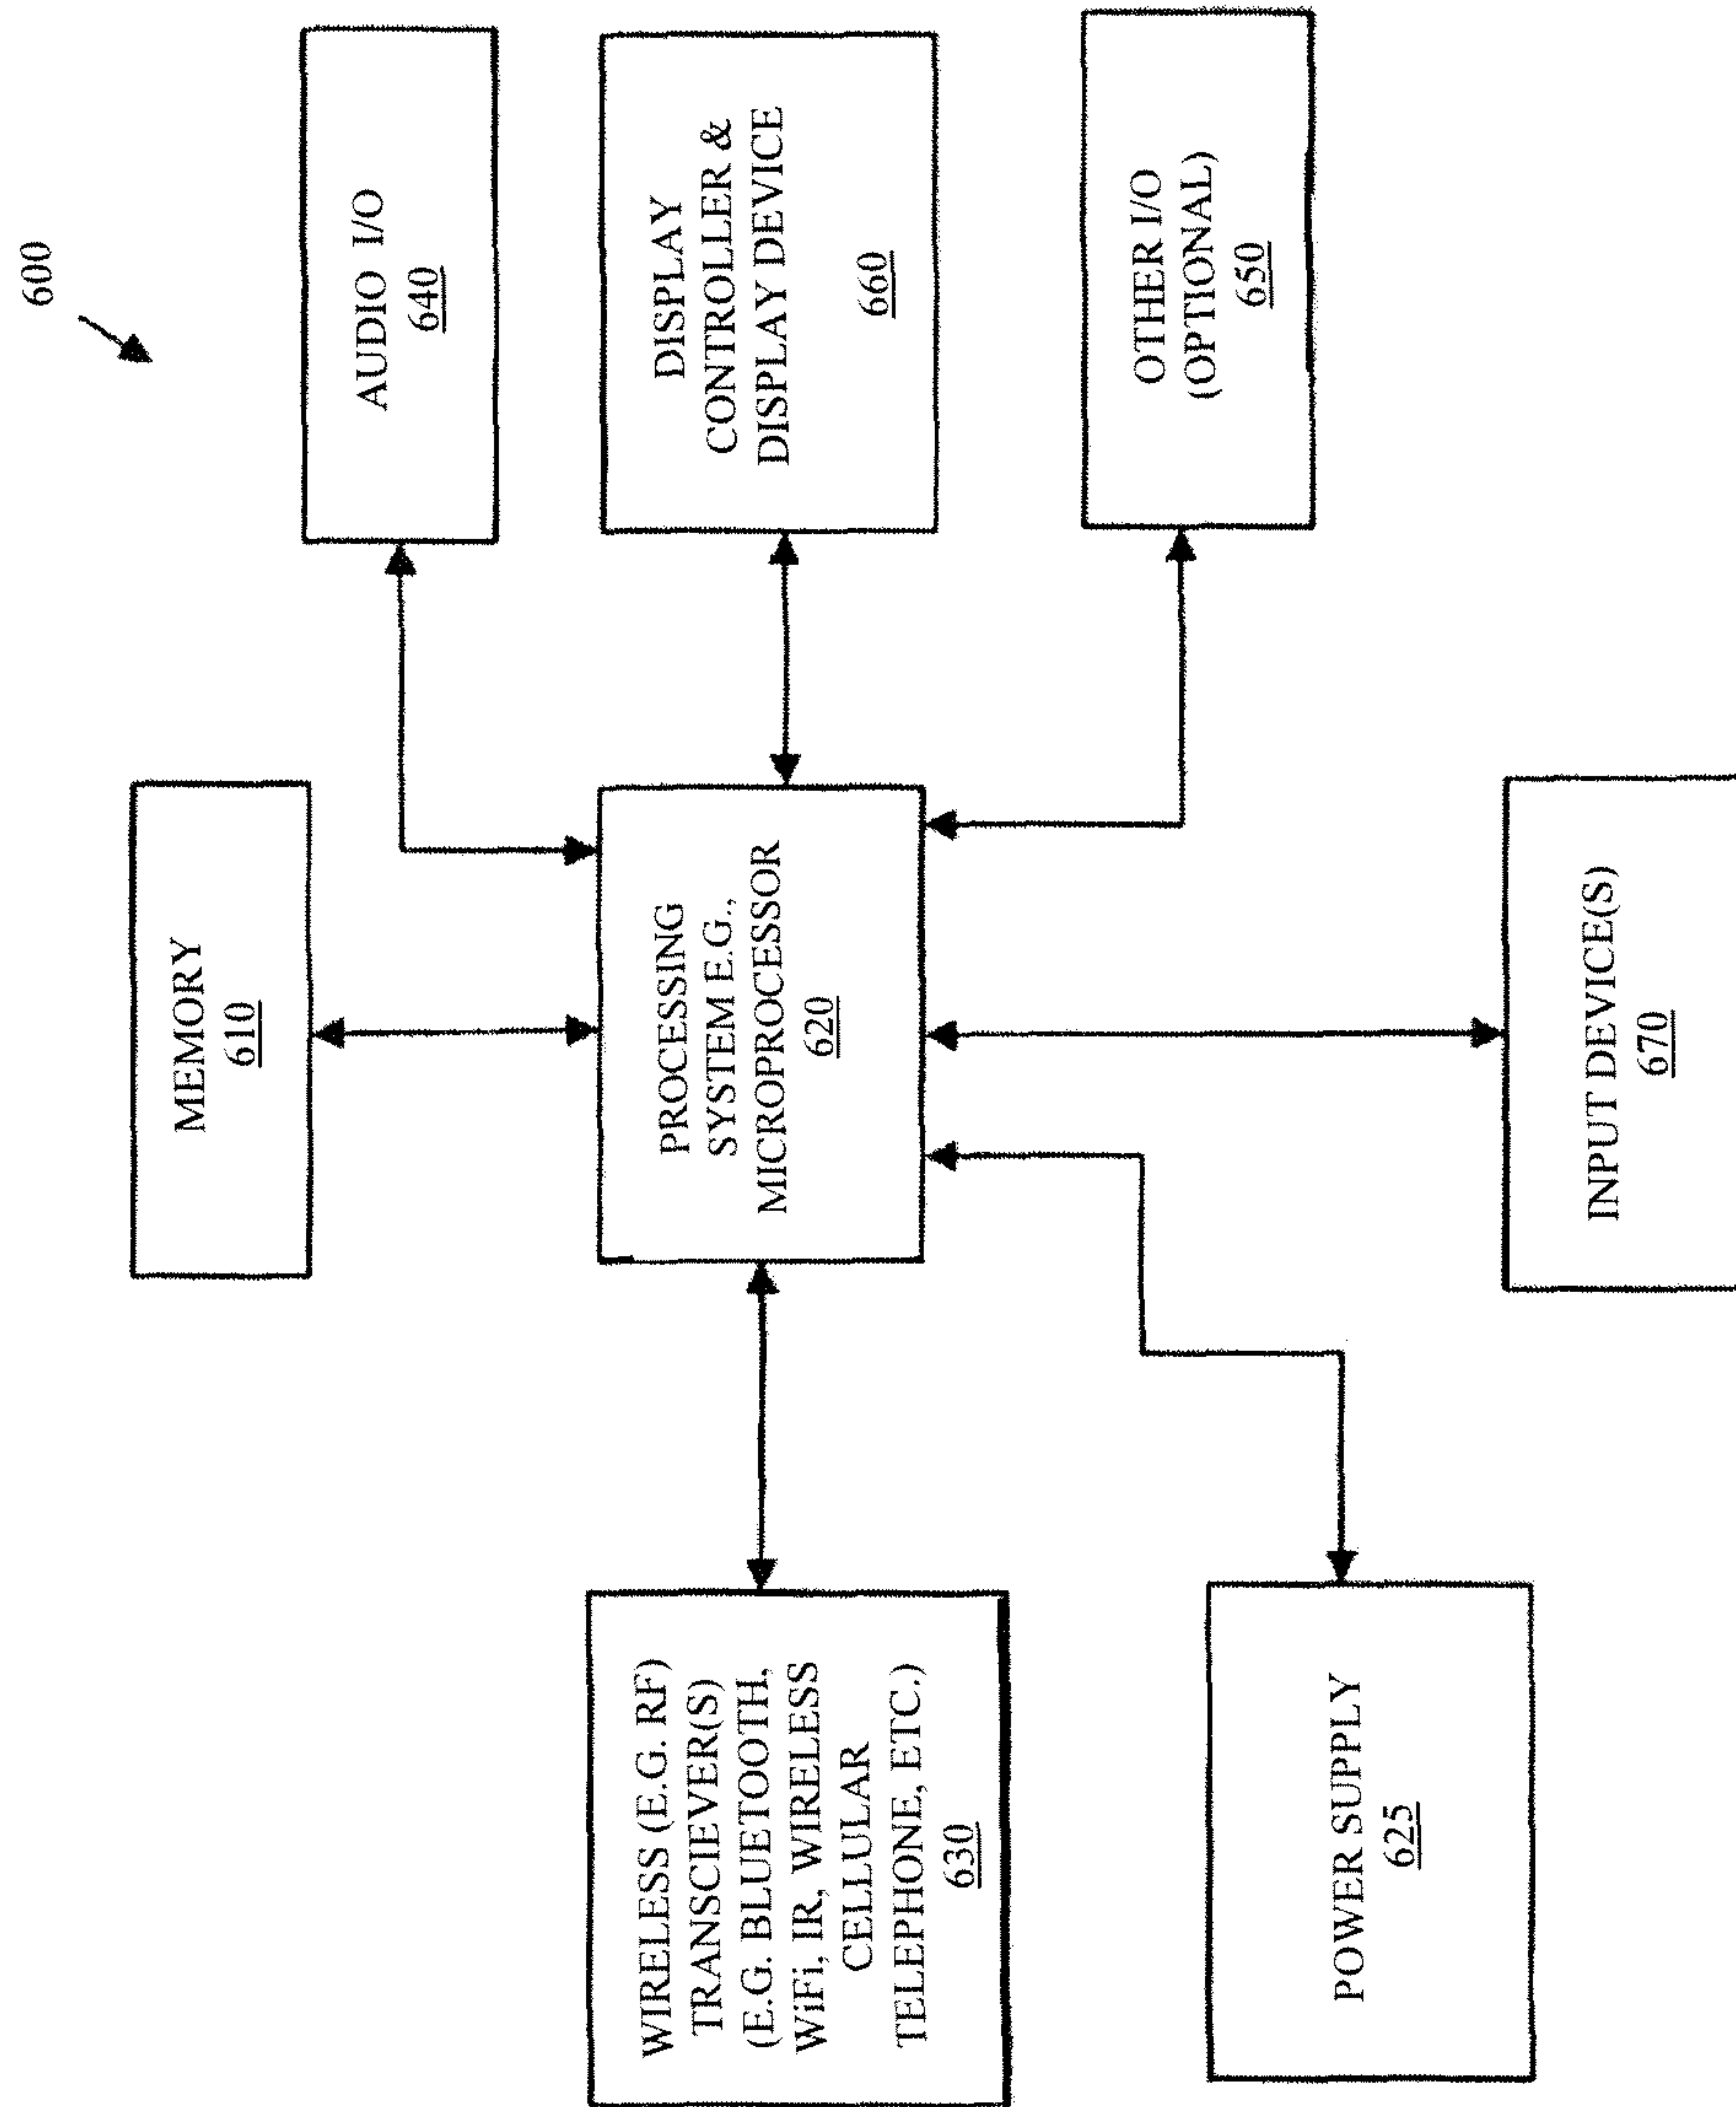 600
MEMORY
610
AUDIO I/O
640
WIRELESS (E.G. RF)
TRANSCIEVER(S)
(E.G. BLUETOOTH,
WiFi, IR, WIRELESS
CELLULAR
TELEPHONE, ETC.)
630
PROCESSING
SYSTEM E.G.,
MICROPROCESSOR
620
DISPLAY
CONTROLLER &
DISPLAY DEVICE
660
OTHER I/O
(OPTIONAL)
650
POWER SUPPLY
625
INPUT DEVICE(S)
670